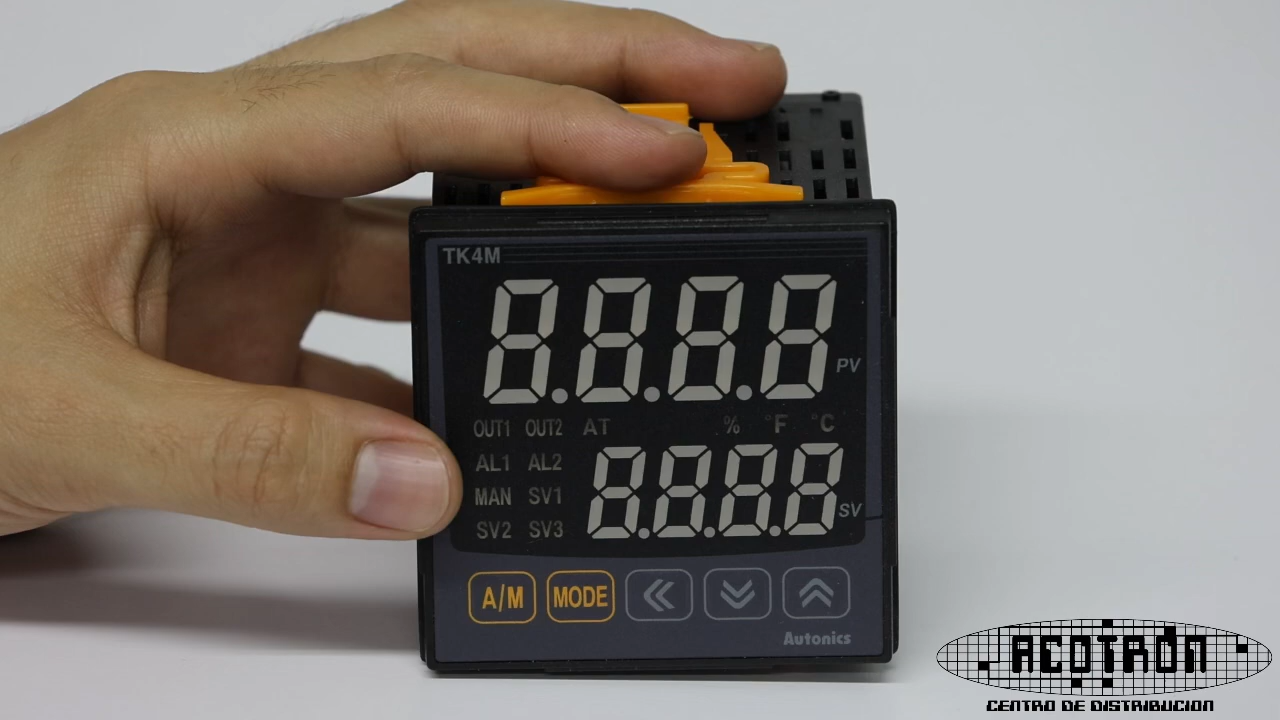 TK4M
8.8.8.8
PV
OUT1 OUT2 AT % °F °C
AL1 AL2
MAN SV1
8.8.8.8
SV
SV2 SV3
A/M MODE
Autonics
ACOTRON
CENTRO DE DISTRIBUCION